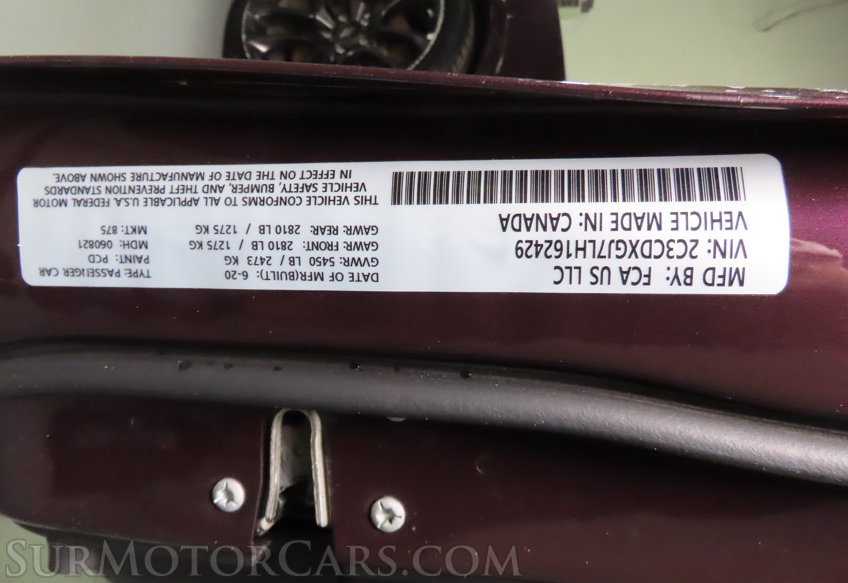 MFD BY: FCA US LLC
VIN: 2C3CDXGJ7LH162429
VEHICLE MADE IN: CANADA
DATE OF MFR(BUILT): 6-20
GVWR: 5450 LB / 2473 KG
GAWR: FRONT: 2810 LB / 1275 KG
GAWR: REAR: 2810 LB / 1275 KG
TYPE: PASSENGER CAR
PAINT: PCD
MDH: 060821
MKT: 875
THIS VEHICLE CONFORMS TO ALL APPLICABLE U.S.A. FEDERAL MOTOR
VEHICLE SAFETY, BUMPER, AND THEFT PREVENTION STANDARDS
IN EFFECT ON THE DATE OF MANUFACTURE SHOWN ABOVE.
SURMOTORCARS.COM